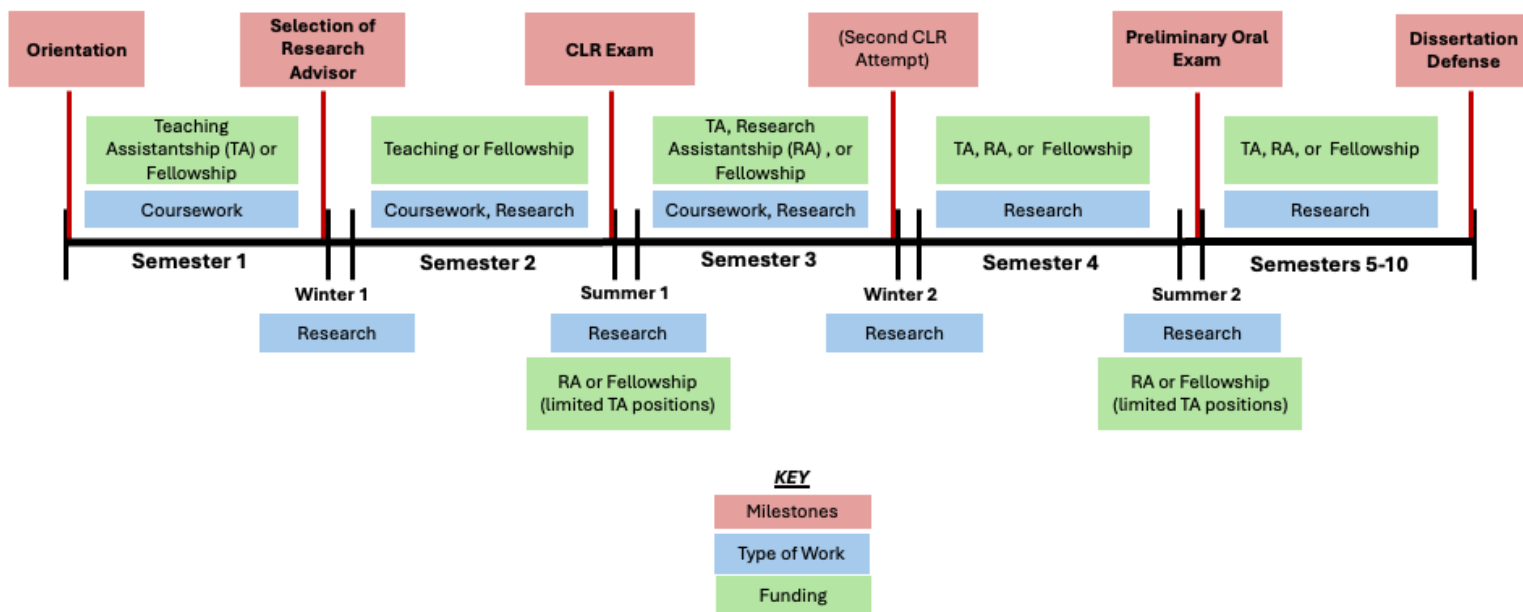 Orientation
Selection of
Research
Advisor
CLR Exam
(Second CLR
Attempt)
Preliminary Oral
Exam
Dissertation
Defense
Teaching
Assistantship (TA) or
Fellowship
Teaching or Fellowship
TA, Research
Assistantship (RA) , or
Fellowship
TA, RA, or Fellowship
TA, RA, or Fellowship
Coursework
Coursework, Research
Coursework, Research
Research
Research
Semester 1
Semester 2
Semester 3
Semester 4
Semesters 5-10
Winter 1
Summer 1
Winter 2
Summer 2
Research
Research
Research
Research
RA or Fellowship
(limited TA positions)
RA or Fellowship
(limited TA positions)
KEY
Milestones
Type of Work
Funding